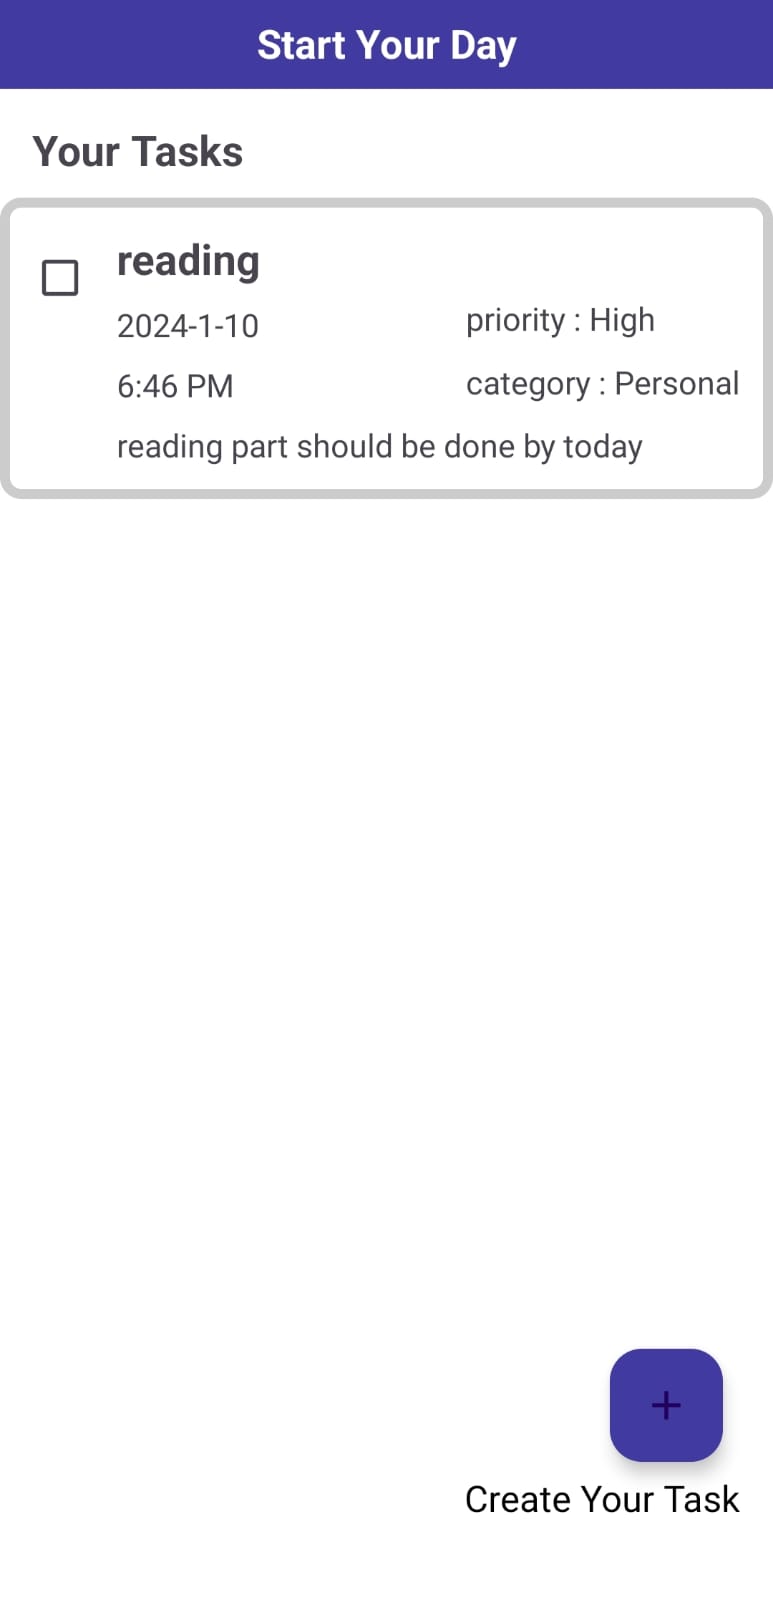 Start Your Day
Your Tasks
reading
2024-1-10
priority : High
6:46 PM
category : Personal
reading part should be done by today
+
Create Your Task